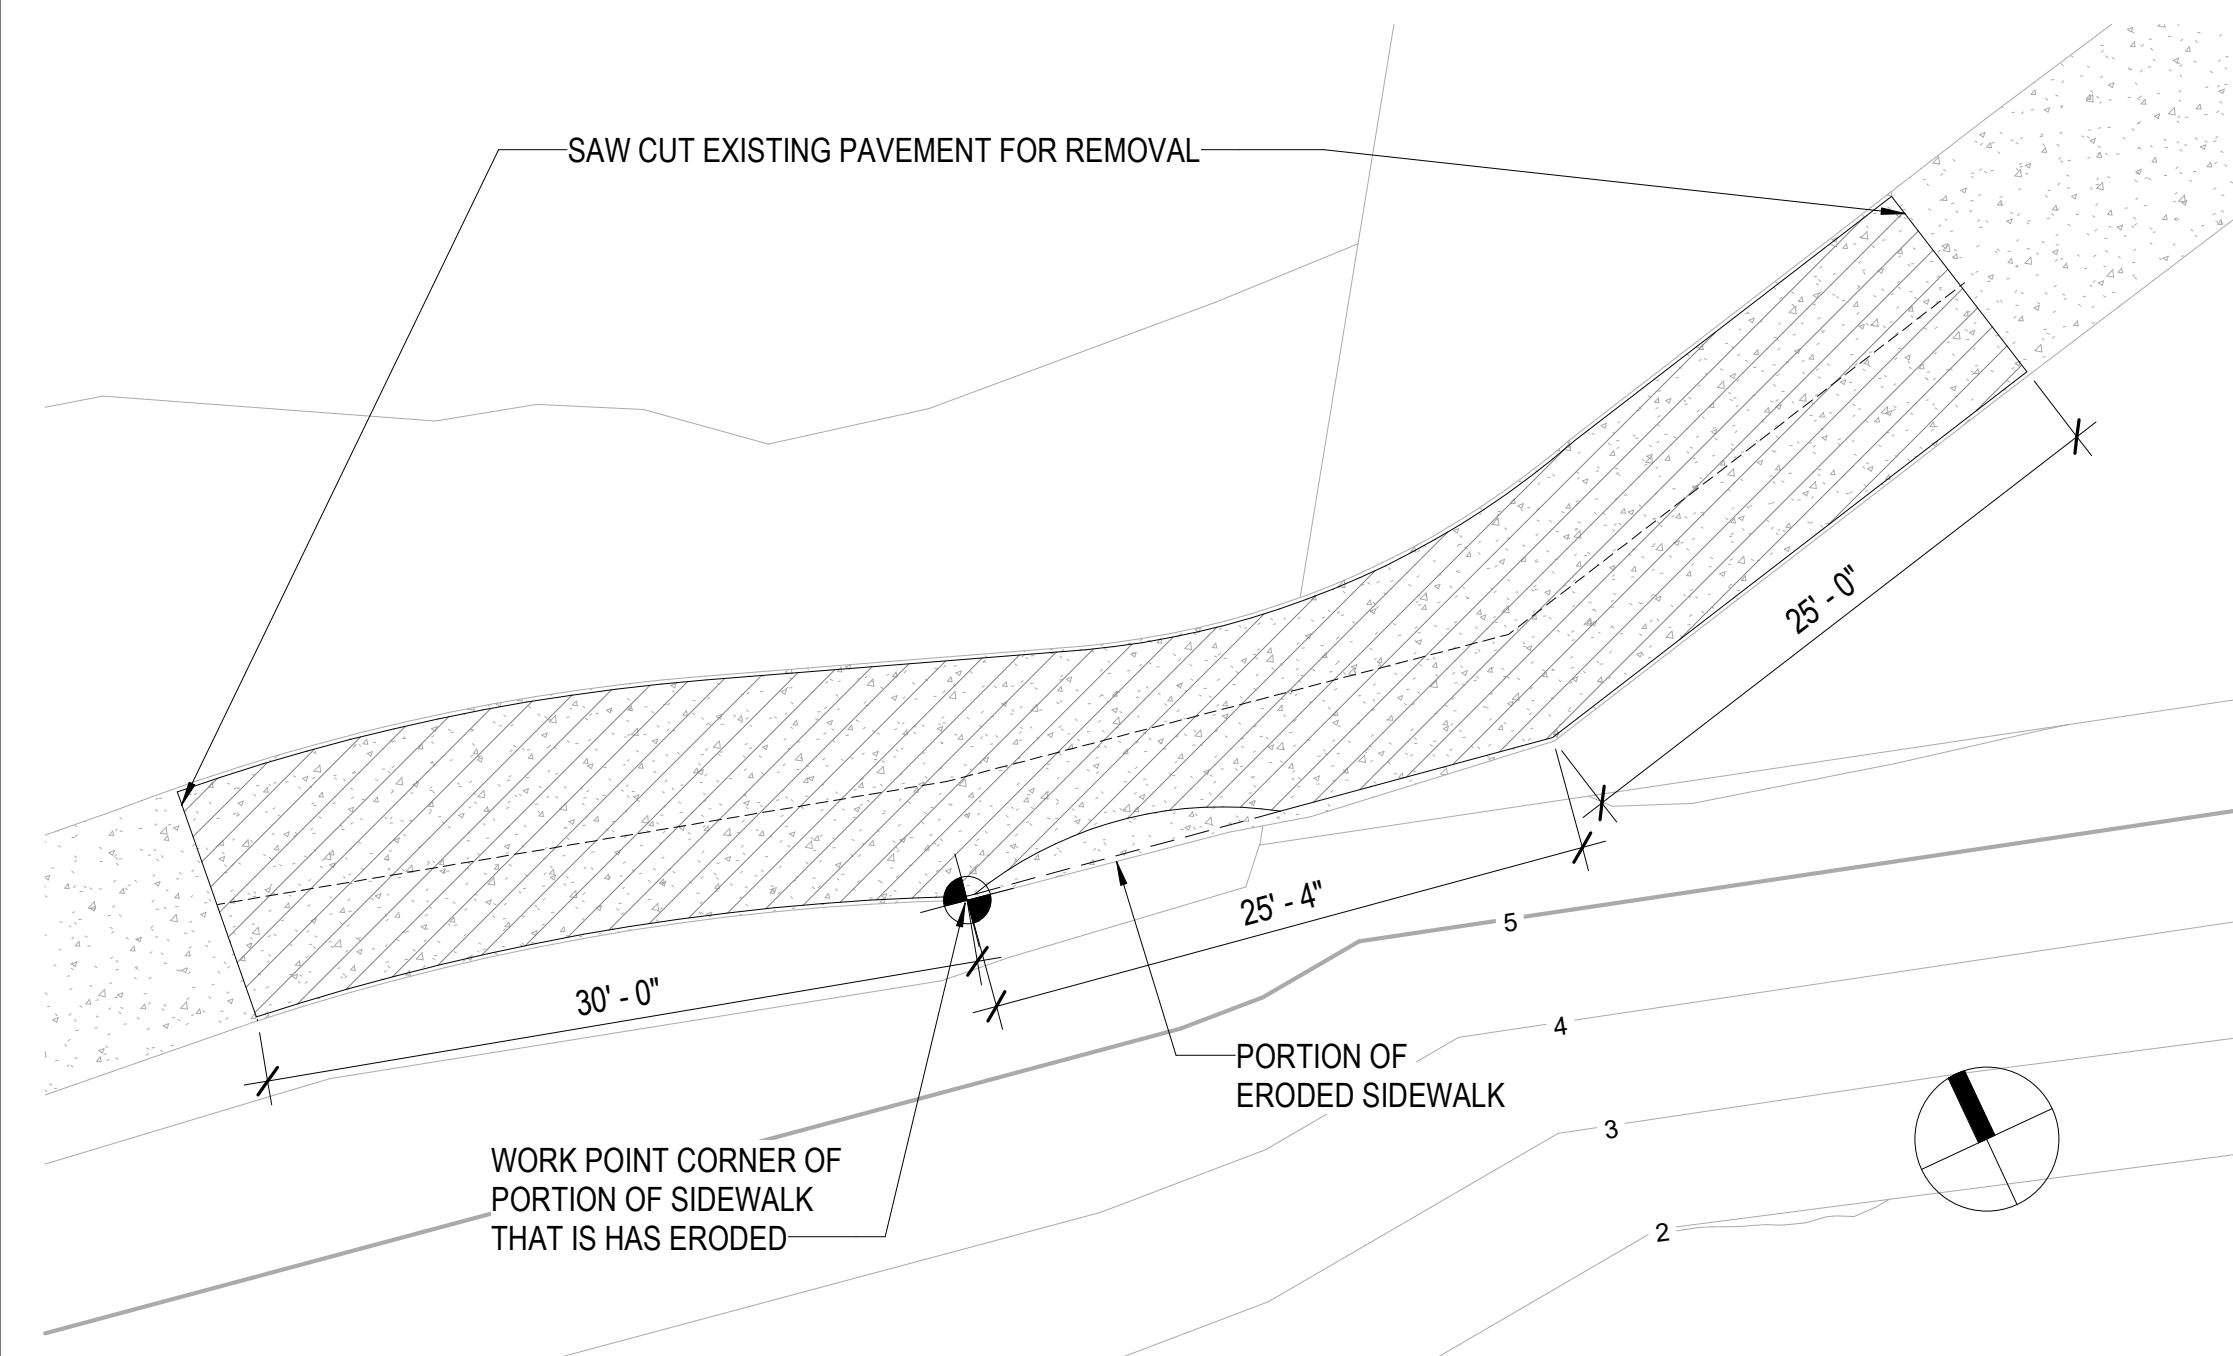 SAW CUT EXISTING PAVEMENT FOR REMOVAL
25' - 0"
25' - 4"
5
30' - 0"
4
PORTION OF
ERODED SIDEWALK
3
WORK POINT CORNER OF
PORTION OF SIDEWALK
THAT IS HAS ERODED
2